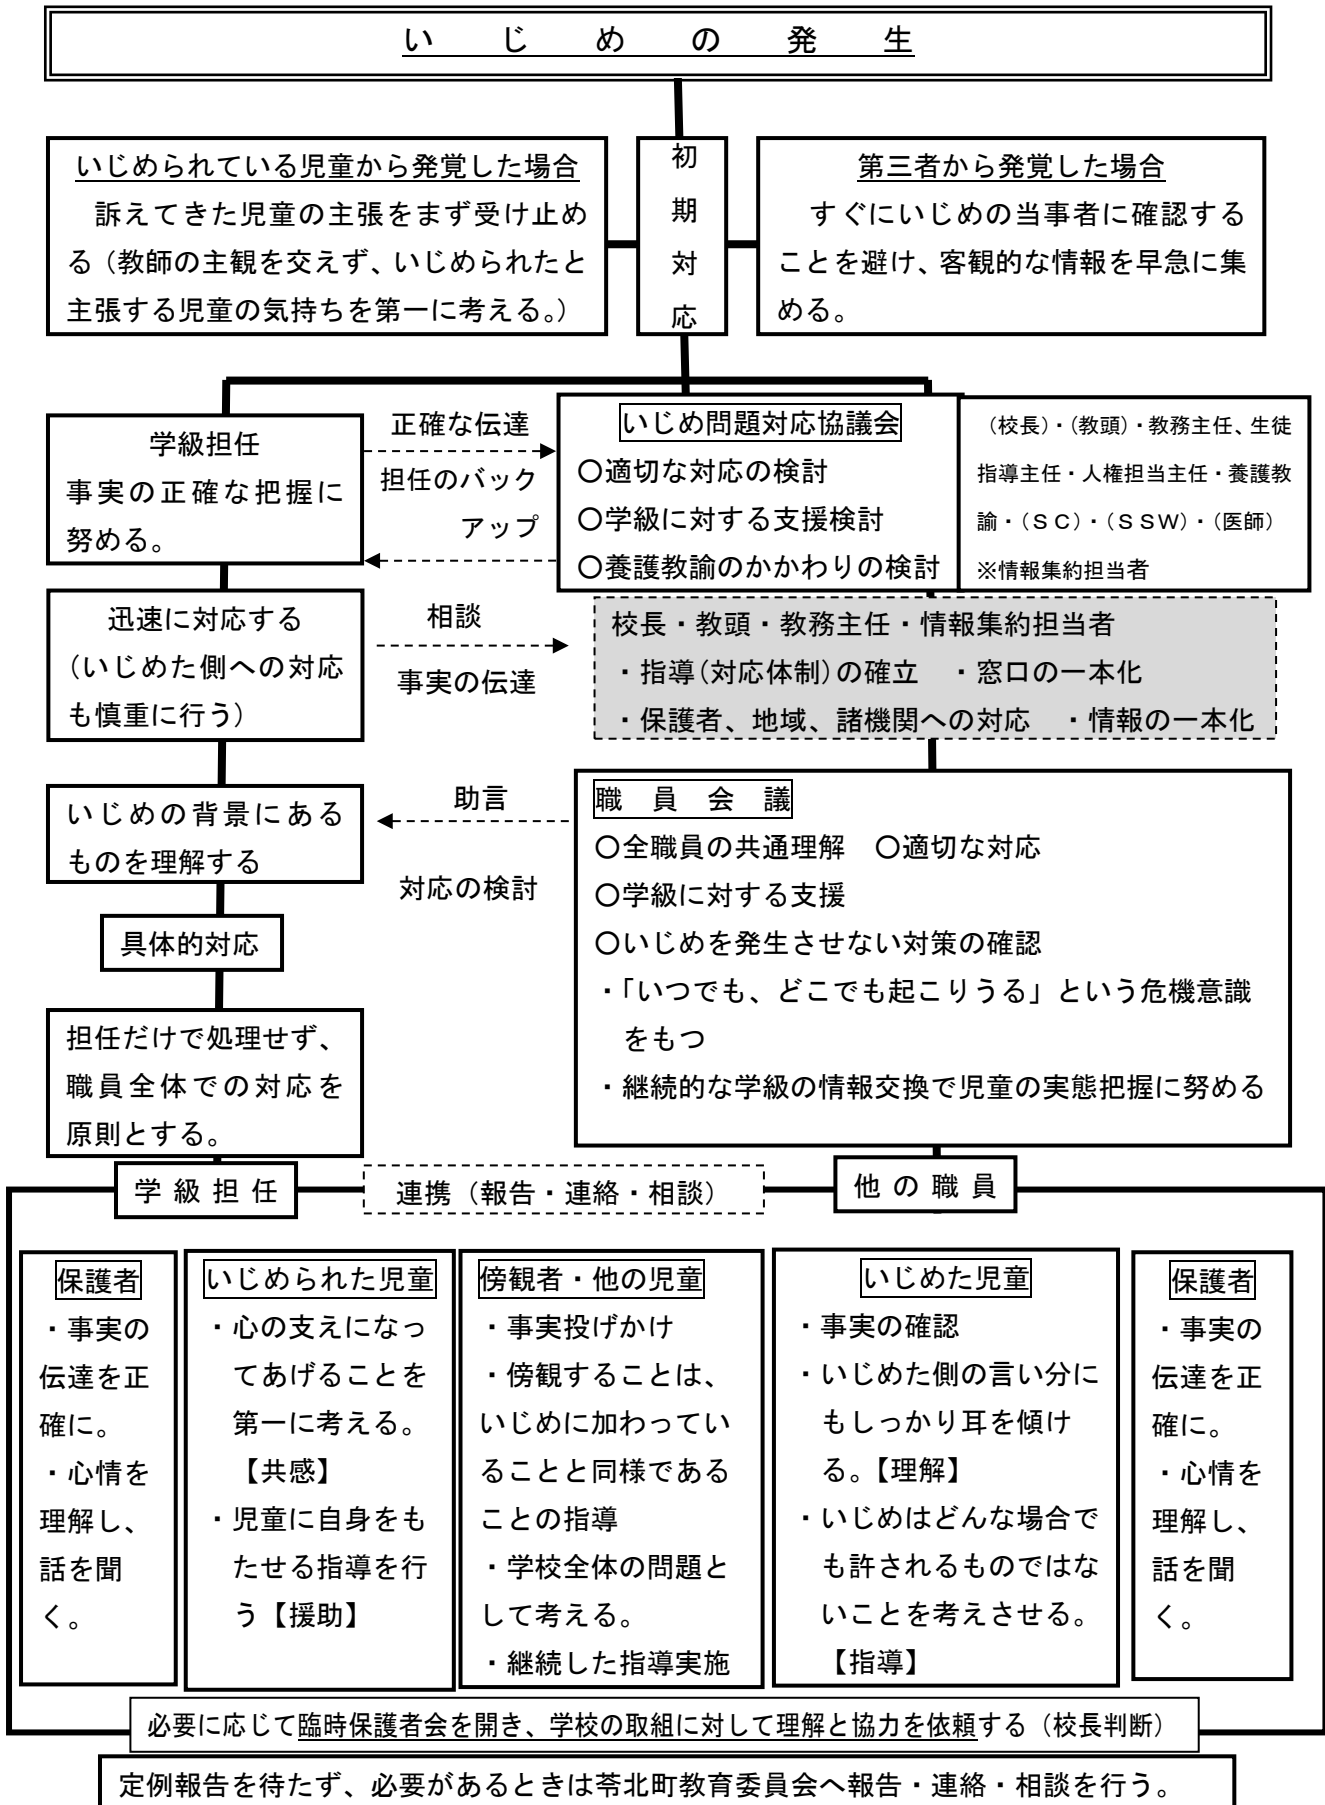 いじめの発生
いじめられている児童から発覚した場合
訴えてきた児童の主張をまず受け止め
る（教師の主観を交えず、いじめられたと
主張する児童の気持ちを第一に考える。）
初
期
対
応
第三者から発覚した場合
すぐにいじめの当事者に確認する
ことを避け、客観的な情報を早急に集
める。
学級担任
事実の正確な把握に
努める。
正確な伝達
担任のバック
アップ
いじめ問題対応協議会
〇適切な対応の検討
〇学級に対する支援検討
〇養護教諭のかかわりの検討
（校長）・（教頭）・教務主任、生徒
指導主任・人権担当主任・養護教
諭・（ＳＣ）・（ＳＳＷ）・（医師）
※情報集約担当者
迅速に対応する
（いじめた側への対応
も慎重に行う）
相談
事実の伝達
校長・教頭・教務主任・情報集約担当者
・指導（対応体制）の確立　・窓口の一本化
・保護者、地域、諸機関への対応　・情報の一本化
いじめの背景にある
ものを理解する
助言
対応の検討
職　員　会　議
〇全職員の共通理解　〇適切な対応
〇学級に対する支援
〇いじめを発生させない対策の確認
・「いつでも、どこでも起こりうる」という危機意識
をもつ
・継続的な学級の情報交換で児童の実態把握に努める
具体的対応
担任だけで処理せず、
職員全体での対応を
原則とする。
学級担任
連携（報告・連絡・相談）
他の職員
保護者
・事実の
伝達を正
確に。
・心情を
理解し、
話を聞
く。
いじめられた児童
・心の支えになっ
てあげることを
第一に考える。
【共感】
・児童に自身をも
たせる指導を行
う【援助】
傍観者・他の児童
・事実投げかけ
・傍観することは、
いじめに加わってい
ることと同様である
ことの指導
・学校全体の問題と
して考える。
・継続した指導実施
いじめた児童
・事実の確認
・いじめた側の言い分に
もしっかり耳を傾け
る。【理解】
・いじめはどんな場合で
も許されるものではな
いことを考えさせる。
【指導】
保護者
・事実の
伝達を正
確に。
・心情を
理解し、
話を聞
く。
必要に応じて臨時保護者会を開き、学校の取組に対して理解と協力を依頼する（校長判断）
定例報告を待たず、必要があるときは苓北町教育委員会へ報告・連絡・相談を行う。